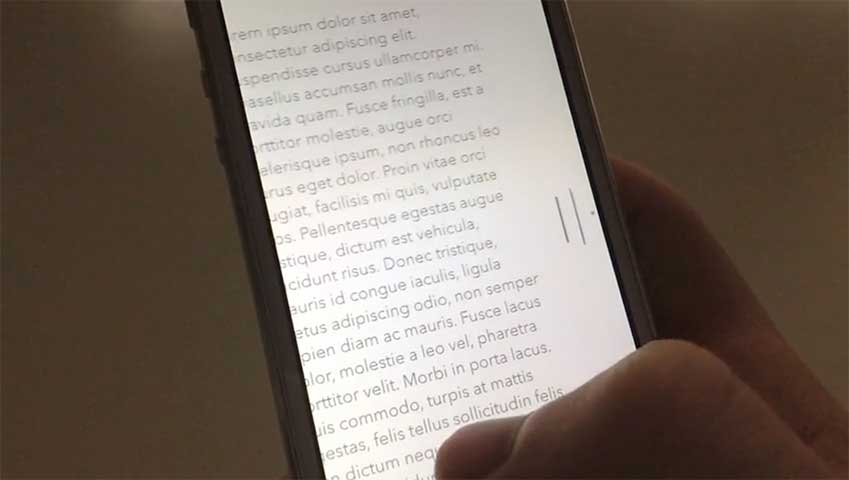 rem ipsum dolor sit amet,
nsectetur adipiscing elit.
spendisse cursus ullamcorper mi.
asellus accumsan mollis nunc, et
avida quam. Fusce fringilla, est a
orttitor molestie, augue orci
elerisque ipsum, non rhoncus leo
rus eget dolor. Proin vitae orci
ugiat, facilisis mi quis, vulputate
os. Pellentesque egestas augue
stique, dictum est vehicula,
cidunt risus. Donec tristique,
auris id congue iaculis, ligula
etus adipiscing odio, non semper
pien diam ac mauris. Fusce lacus
olor, molestie a leo vel, pharetra
orttitor velit. Morbi in porta lacus.
uis commodo, turpis at mattis
estas, felis tellus sollicitudin felis
n dictum neq